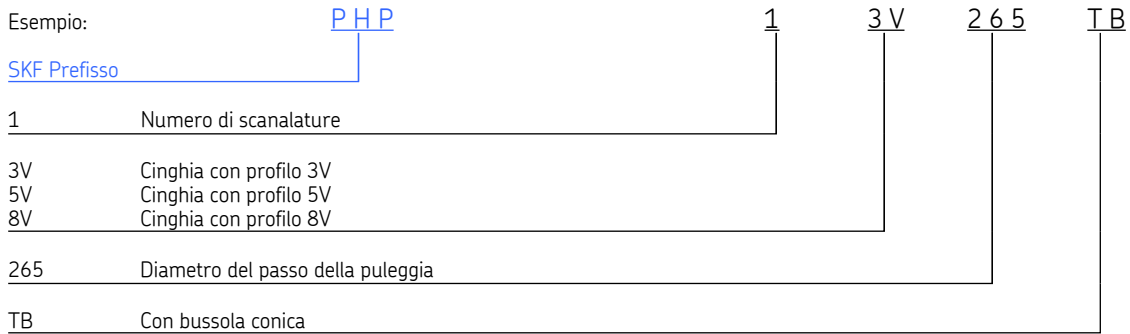 Esempio: P H P 1 3 V 2 6 5 T B
SKF Prefisso
1 Numero di scanalature
3V Cinghia con profilo 3V
5V Cinghia con profilo 5V
8V Cinghia con profilo 8V
265 Diametro del passo della puleggia
TB Con bussola conica